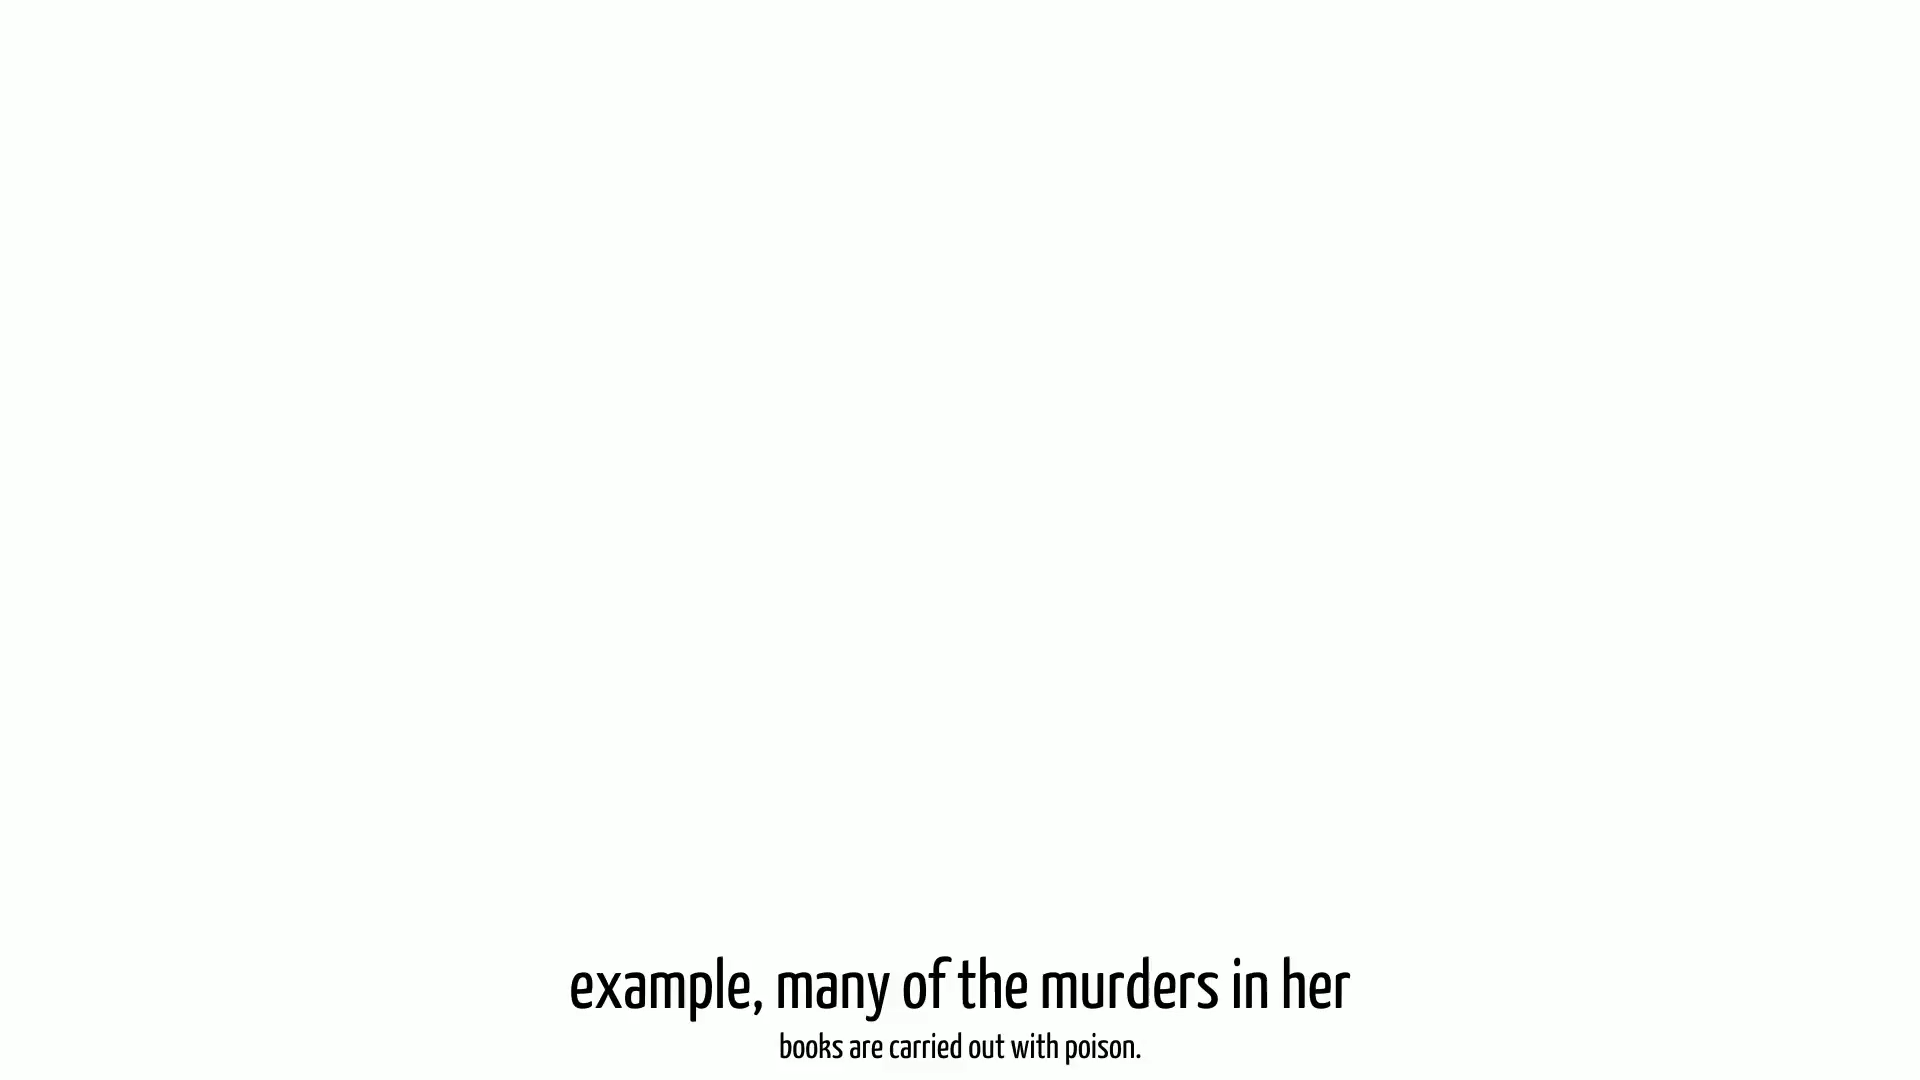 example, many of the murders in her
books are carried out with poison.